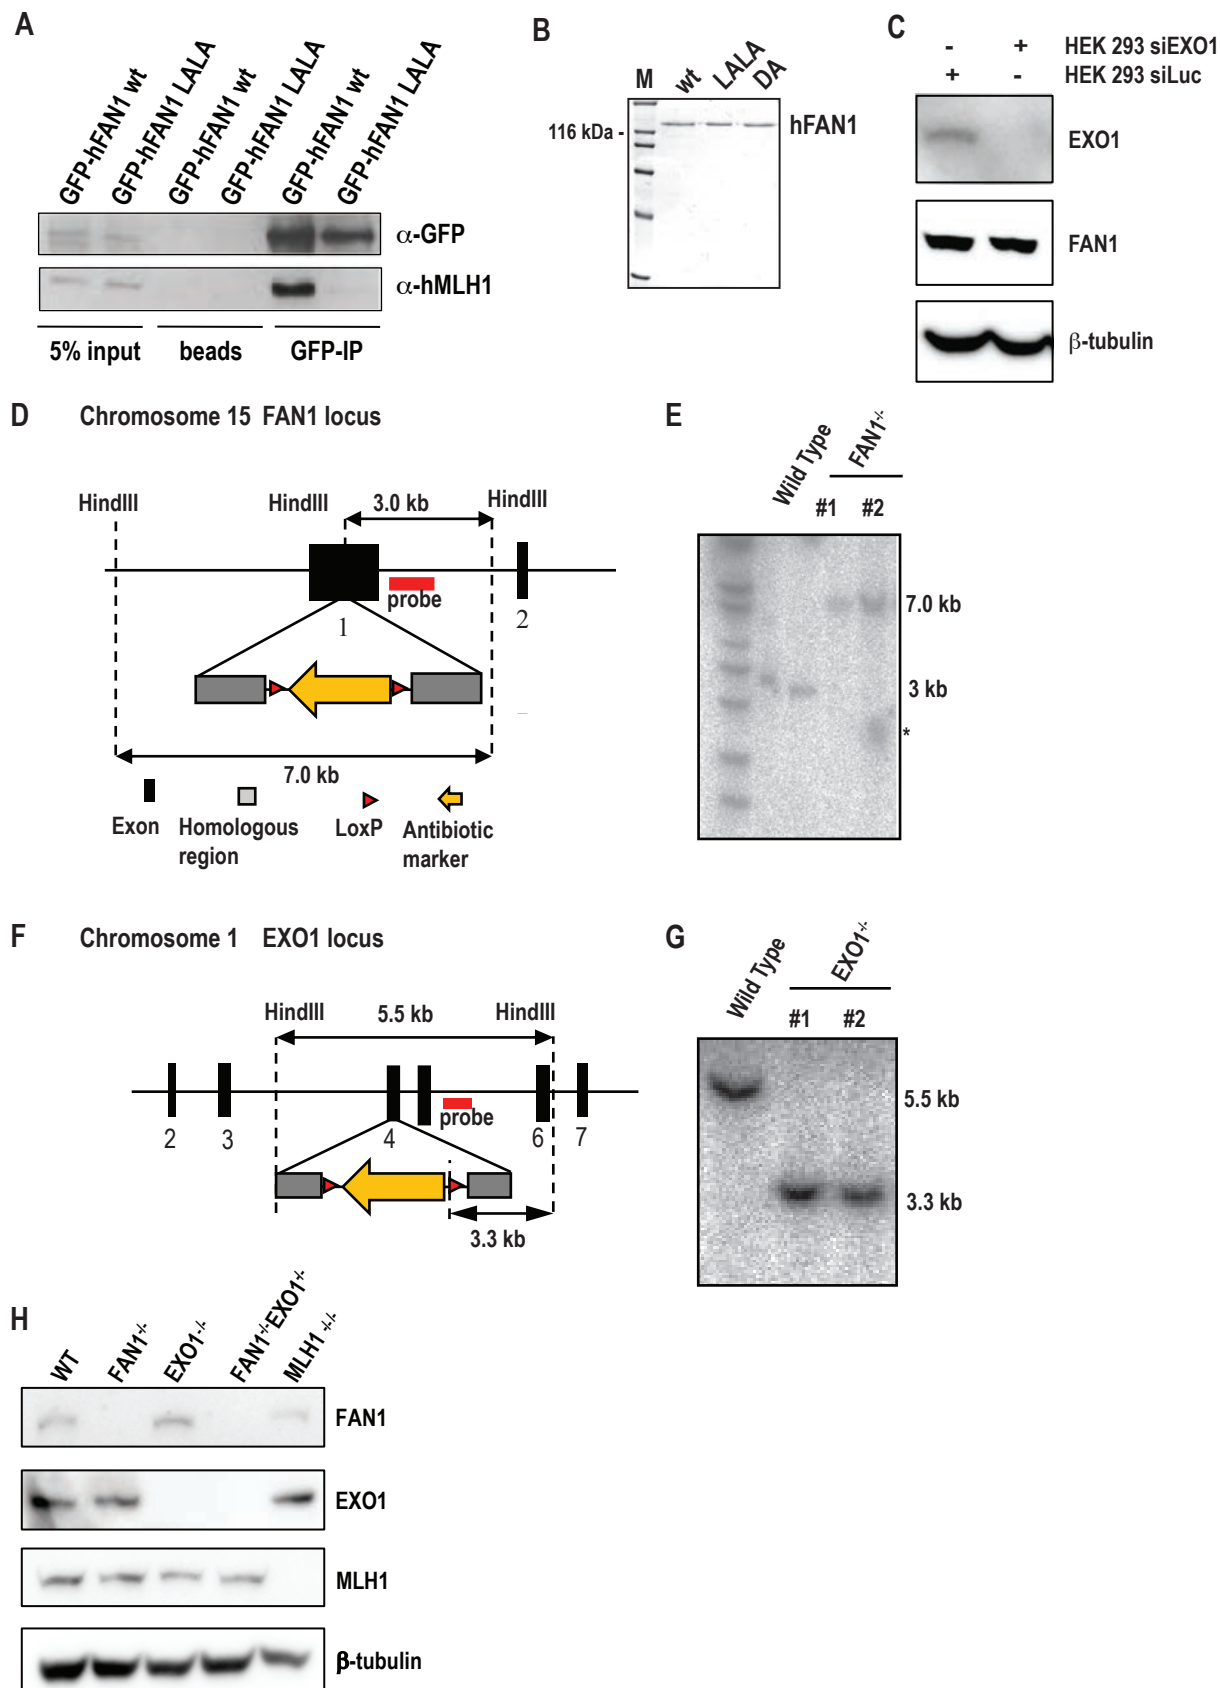 A
GFP-hFAN1 wt
GFP-hFAN1 LALA
GFP-hFAN1 wt
GFP-hFAN1 LALA
GFP-hFAN1 wt
GFP-hFAN1 LALA
α-GFP
α-hMLH1
5% input
beads
GFP-IP
B
M
wt
LALA
DA
116 kDa -
hFAN1
C
- + HEK 293 siEXO1
+ - HEK 293 siLuc
EXO1
FAN1
β-tubulin
D
Chromosome 15 FAN1 locus
HindIII
HindIII
3.0 kb
HindIII
probe
1
2
7.0 kb
Exon
Homologous
region
LoxP
Antibiotic
marker
E
Wild Type
FAN1-/-
#1
#2
7.0 kb
3 kb
*
F
Chromosome 1 EXO1 locus
HindIII
5.5 kb
HindIII
probe
2
3
4
6
7
3.3 kb
G
Wild Type
EXO1-/-
#1
#2
5.5 kb
3.3 kb
H
WT
FAN1-/-
EXO1-/-
FAN1-/-EXO1-/-
MLH1-/-
FAN1
EXO1
MLH1
β-tubulin